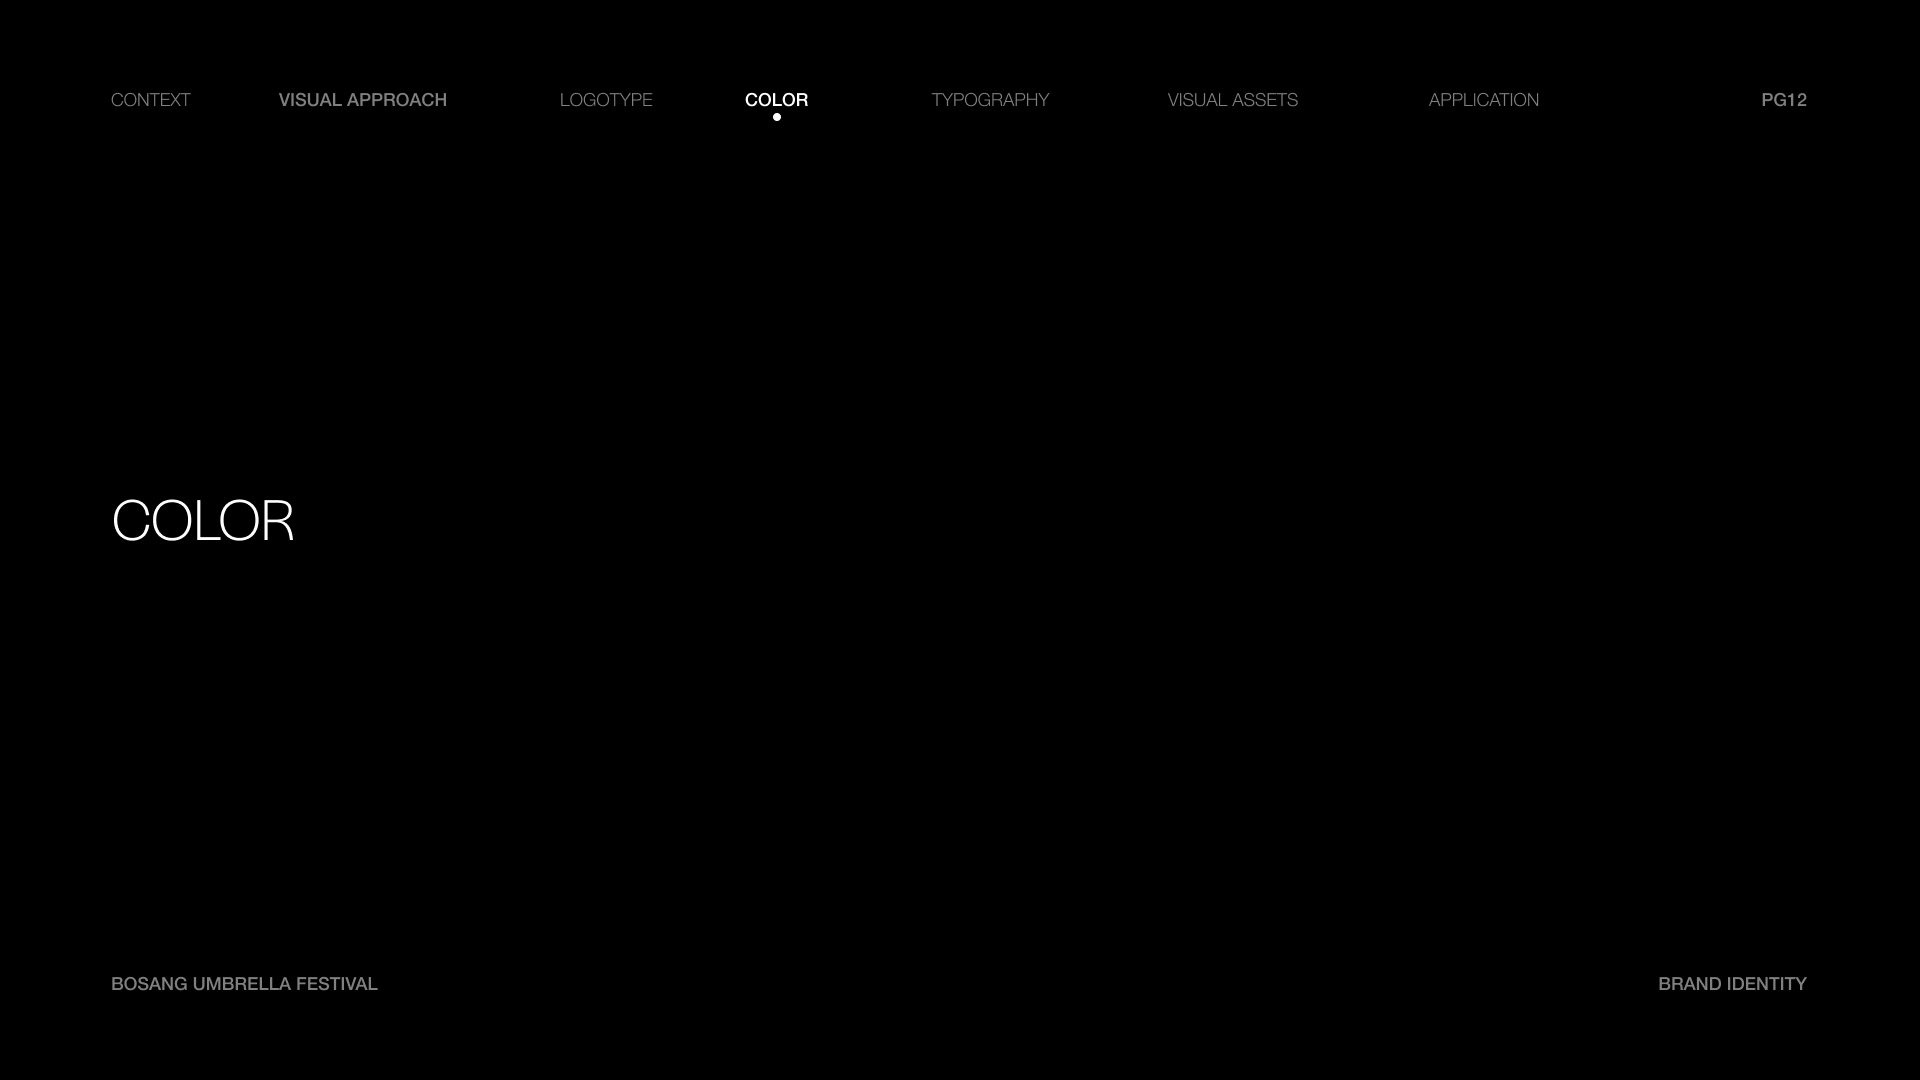 CONTEXT VISUAL APPROACH LOGOTYPE COLOR TYPOGRAPHY VISUAL ASSETS APPLICATION PG12
COLOR
BOSANG UMBRELLA FESTIVAL BRAND IDENTITY